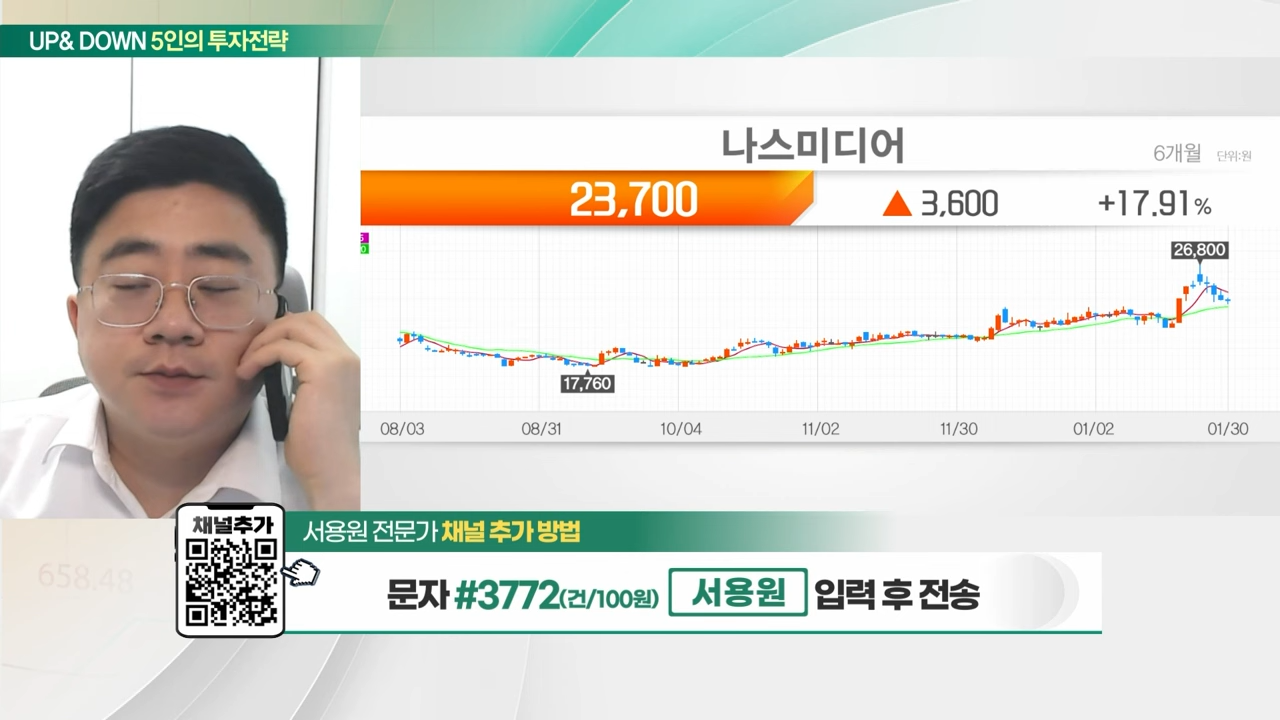 UP& DOWN 5인의 투자전략
나스미디어
6개월 단위:원
23,700 ▲ 3,600 +17.91%
26,800
17,760
08/03 08/31 10/04 11/02 11/30 01/02 01/30
채널추가
서용원 전문가 채널 추가 방법
658.48
문자 #3772(건/100원) 서용원 입력 후 전송